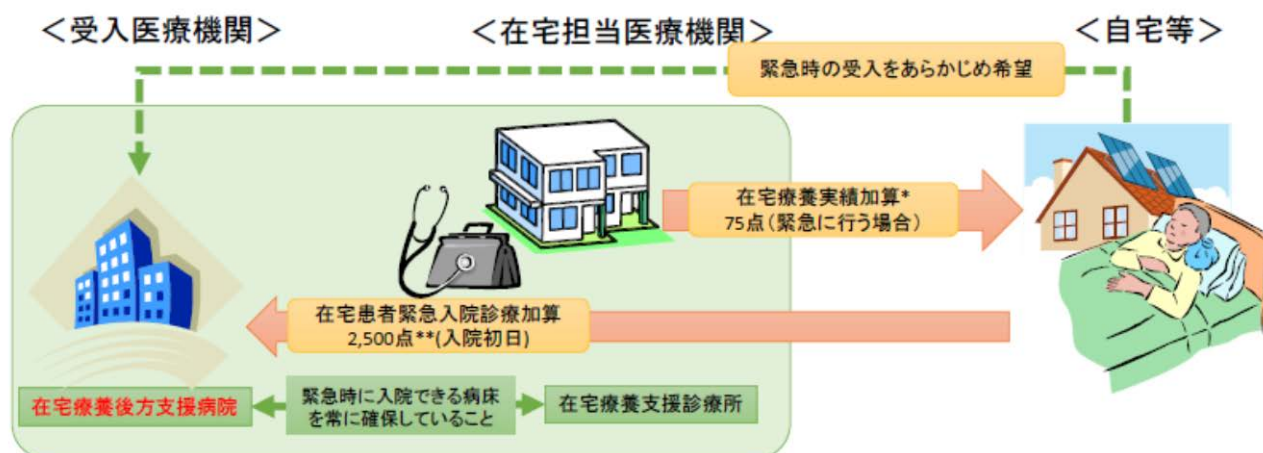 ＜受入医療機関＞
＜在宅担当医療機関＞
＜自宅等＞
緊急時の受入をあらかじめ希望
在宅療養実績加算*
75点（緊急に行う場合）
在宅患者緊急入院診療加算
2,500点**(入院初日)
在宅療養後方支援病院
緊急時に入院できる病床
を常に確保していること
在宅療養支援診療所